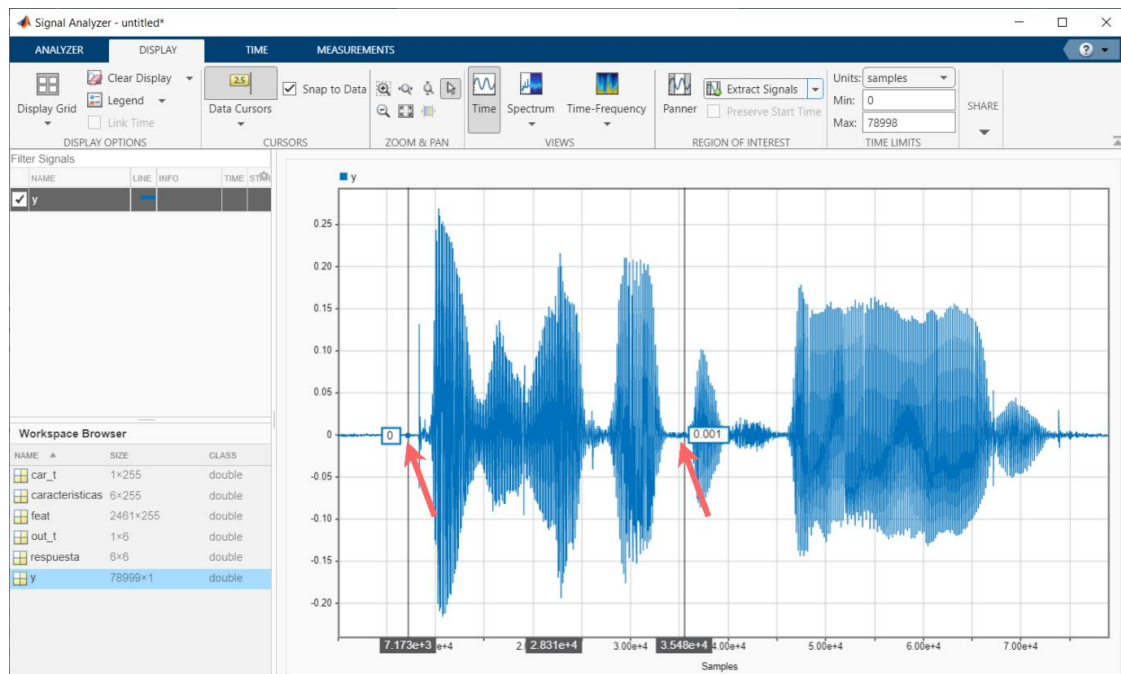 Signal Analyzer - untitled*
ANALYZER DISPLAY TIME MEASUREMENTS
Display Grid
Clear Display
Legend
Link Time
DISPLAY OPTIONS
2.5
Data Cursors
Snap to Data
CURSORS
ZOOM & PAN
Time
Spectrum
Time-Frequency
VIEWS
Panner
Extract Signals
Preserve Start Time
REGION OF INTEREST
Units: samples
Min: 0
Max: 78998
TIME LIMITS
SHARE
Filter Signals
NAME LINE INFO TIME
y
Workspace Browser
NAME SIZE CLASS
car_t 1×255 double
caracteristicas 6×255 double
feat 2461×255 double
out_t 1×6 double
respuesta 6×6 double
y 78999×1 double
y
0.25
0.20
0.15
0.10
0.05
0
-0.05
-0.10
-0.15
-0.20
0
0.001
7.173e+3 e+4 2.831e+4 3.00e+4 3.548e+4 4.00e+4 5.00e+4 6.00e+4 7.00e+4
Samples